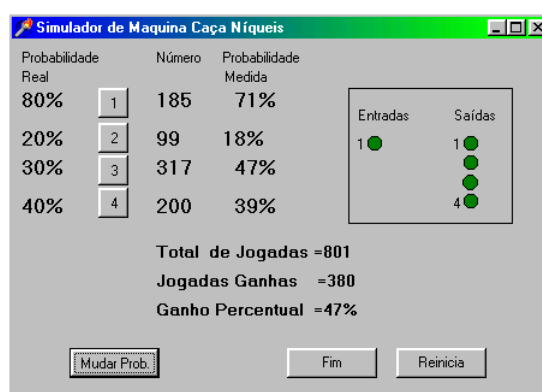 Simulador de Maquina Caça Níqueis
Probabilidade Real
Número
Probabilidade Medida
80% 1 185 71%
20% 2 99 18%
30% 3 317 47%
40% 4 200 39%
Entradas Saídas
1 1
4
Total de Jogadas =801
Jogadas Ganhas =380
Ganho Percentual =47%
Mudar Prob. Fim Reinicia